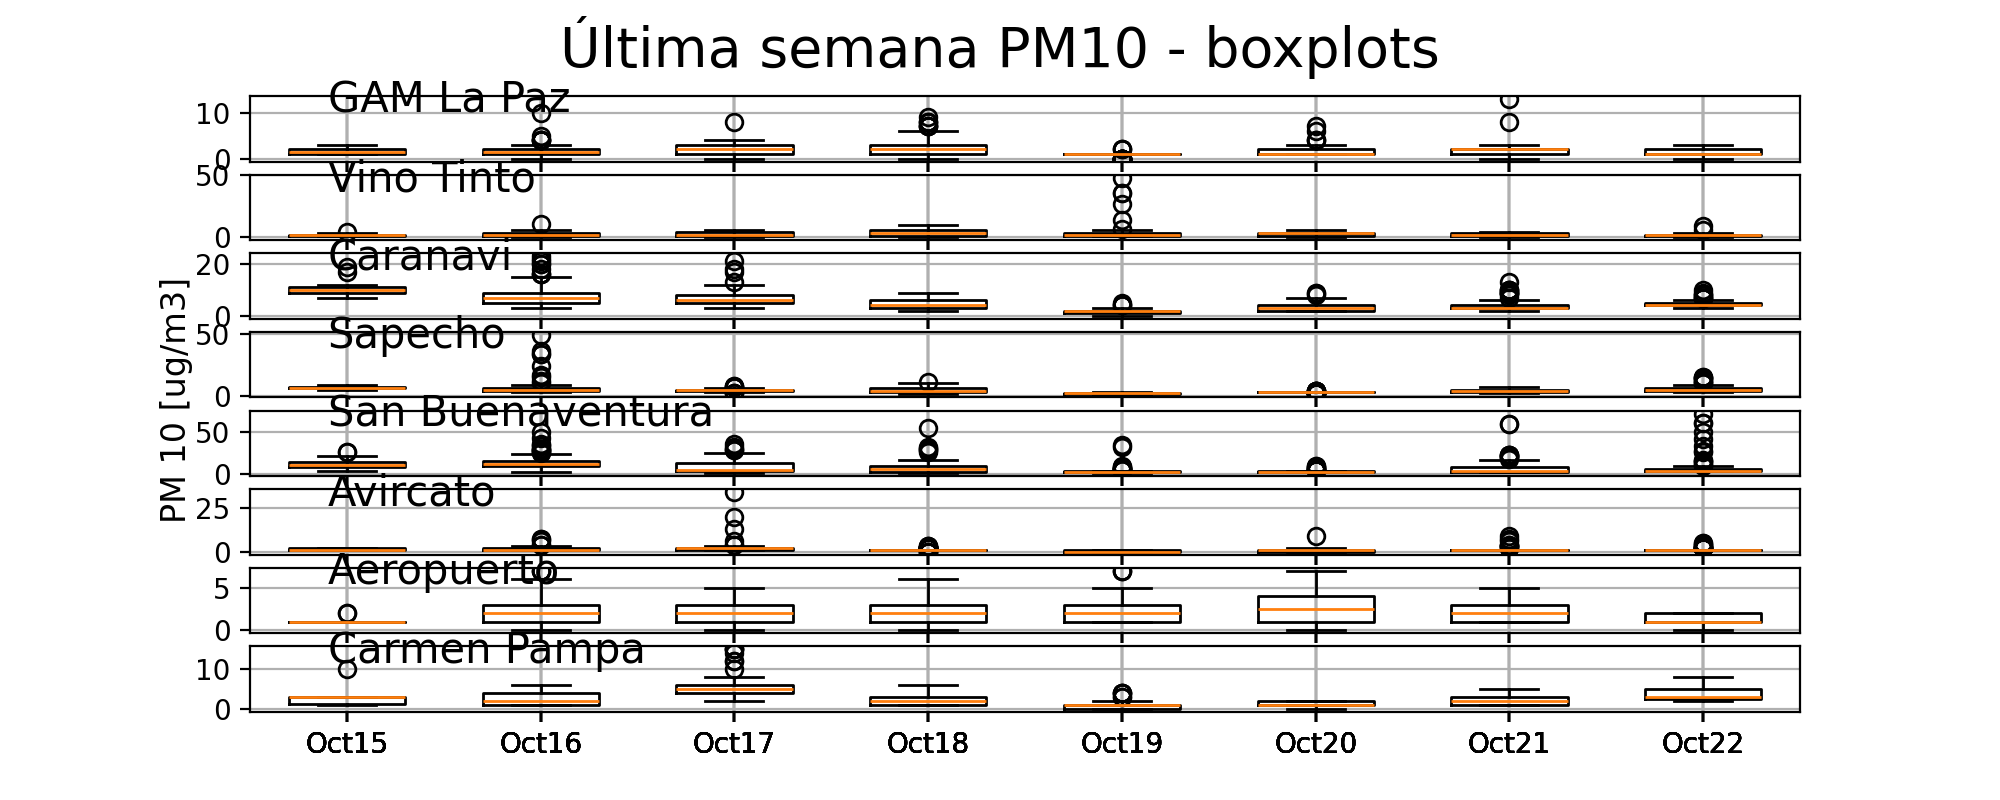 Última semana PM10 - boxplots
GAM La Paz
10
0
Vino Tinto
50
0
Caranavi
20
0
Sapecho
50
0
San Buenaventura
50
0
Avircato
25
0
Aeropuerto
5
0
Carmen Pampa
10
0
PM 10 [ug/m3]
Oct15 Oct16 Oct17 Oct18 Oct19 Oct20 Oct21 Oct22